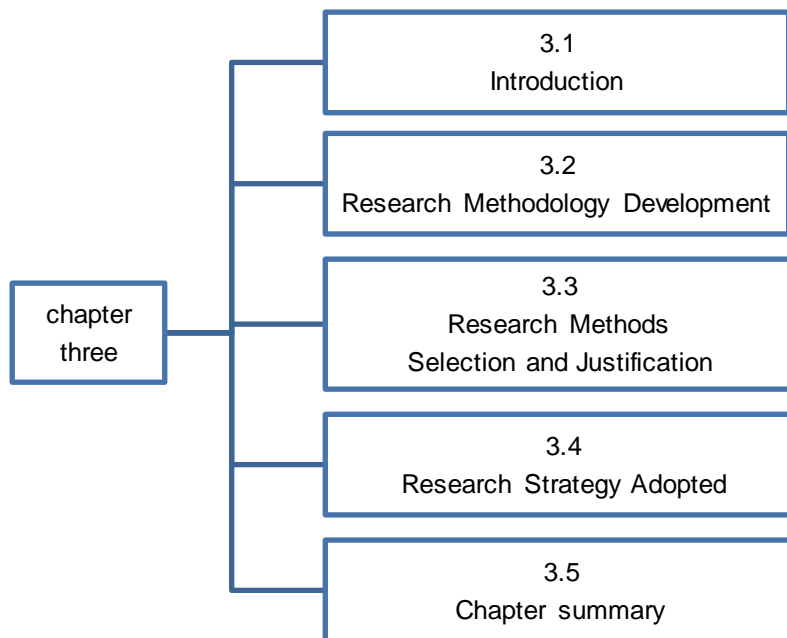 3.1
Introduction
3.2
Research Methodology Development
chapter
three
3.3
Research Methods
Selection and Justification
3.4
Research Strategy Adopted
3.5
Chapter summary